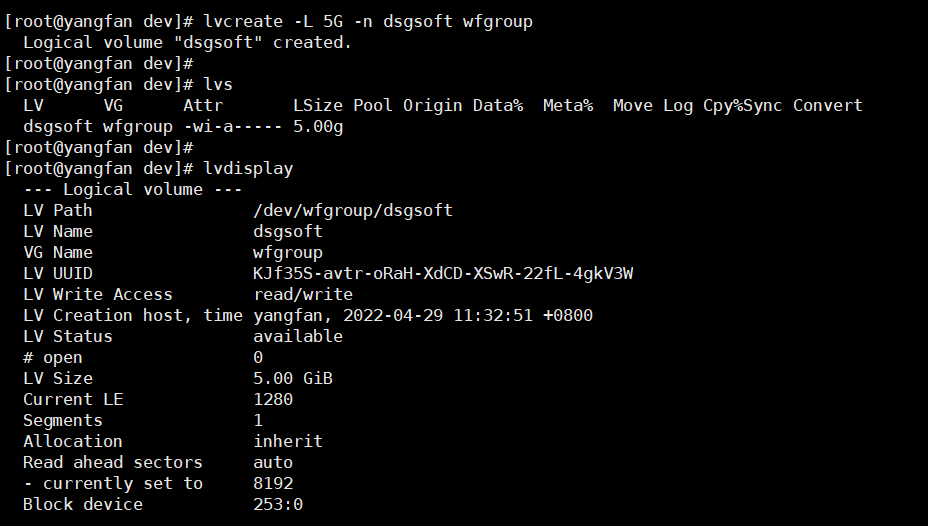 [root@yangfan dev]# lvcreate -L 5G -n dsgsoft wfgroup
  Logical volume "dsgsoft" created.
[root@yangfan dev]#
[root@yangfan dev]# lvs
  LV      VG      Attr       LSize Pool Origin Data%  Meta%  Move Log Cpy%Sync Convert
  dsgsoft wfgroup -wi-a----- 5.00g
[root@yangfan dev]#
[root@yangfan dev]# lvdisplay
  --- Logical volume ---
  LV Path                /dev/wfgroup/dsgsoft
  LV Name                dsgsoft
  VG Name                wfgroup
  LV UUID                KJf35S-avtr-oRaH-XdCD-XSwR-22fL-4gkV3W
  LV Write Access        read/write
  LV Creation host, time yangfan, 2022-04-29 11:32:51 +0800
  LV Status              available
  # open                 0
  LV Size                5.00 GiB
  Current LE             1280
  Segments               1
  Allocation             inherit
  Read ahead sectors     auto
  - currently set to     8192
  Block device           253:0